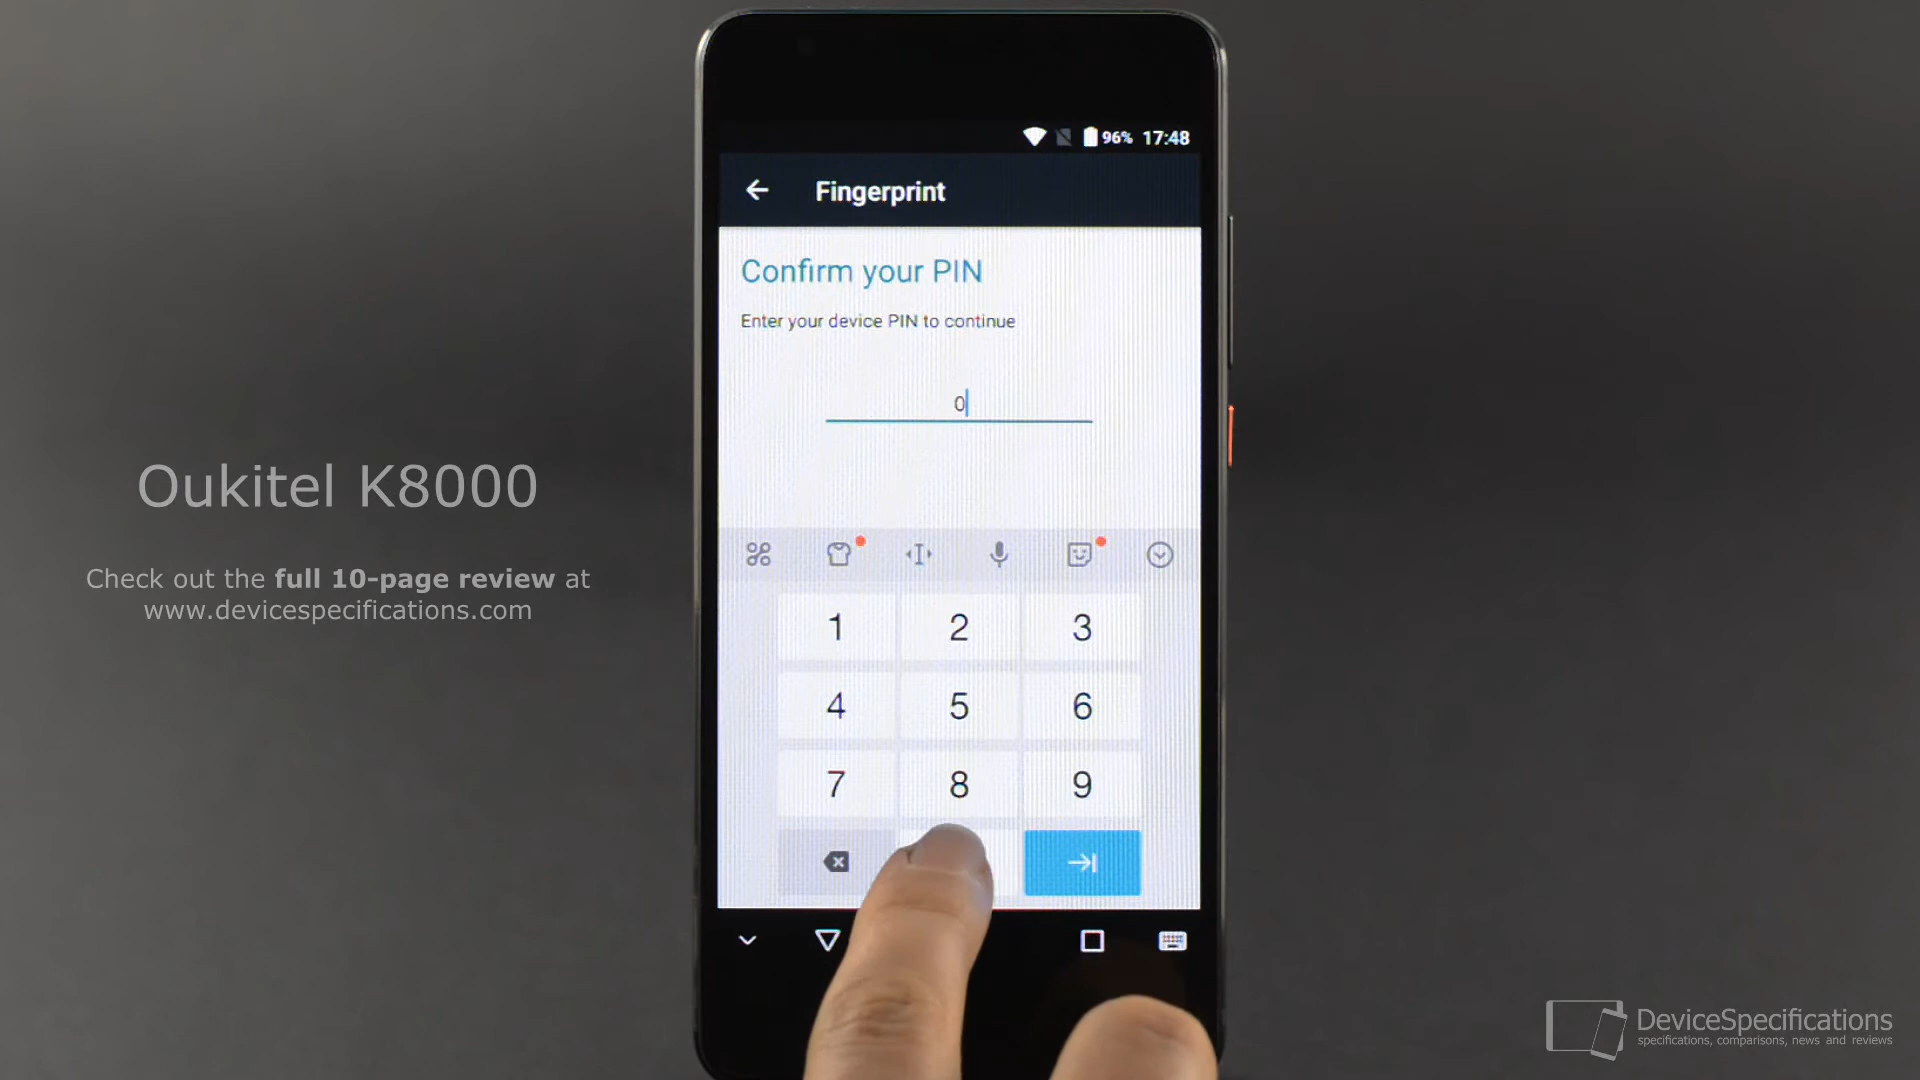 96% 17:48
Fingerprint
Confirm your PIN
Enter your device PIN to continue
0
Oukitel K8000
Check out the full 10-page review at
www.devicespecifications.com
1 2 3
4 5 6
7 8 9
DeviceSpecifications
specifications, comparisons, news and reviews